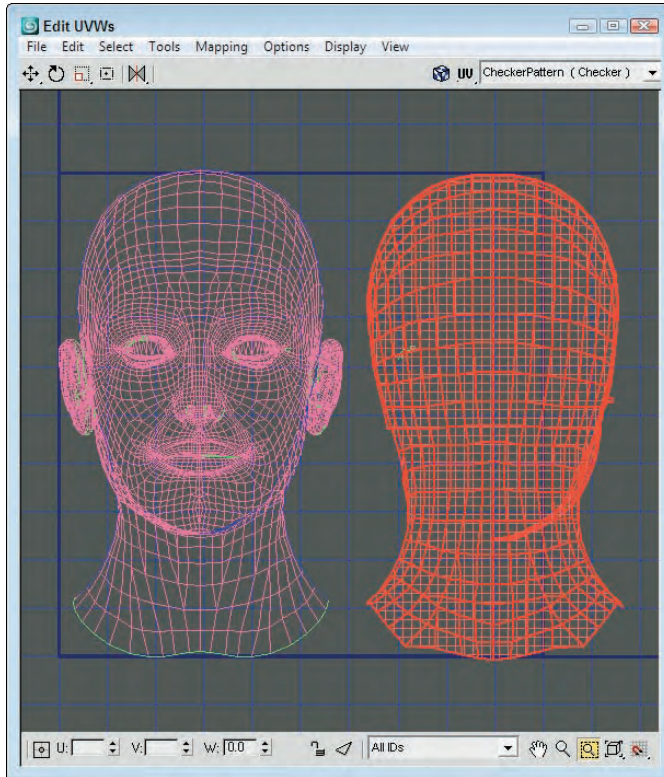 Edit UVWs
File Edit Select Tools Mapping Options Display View
UV CheckerPattern ( Checker )
U: V: W: 0.0 All IDs